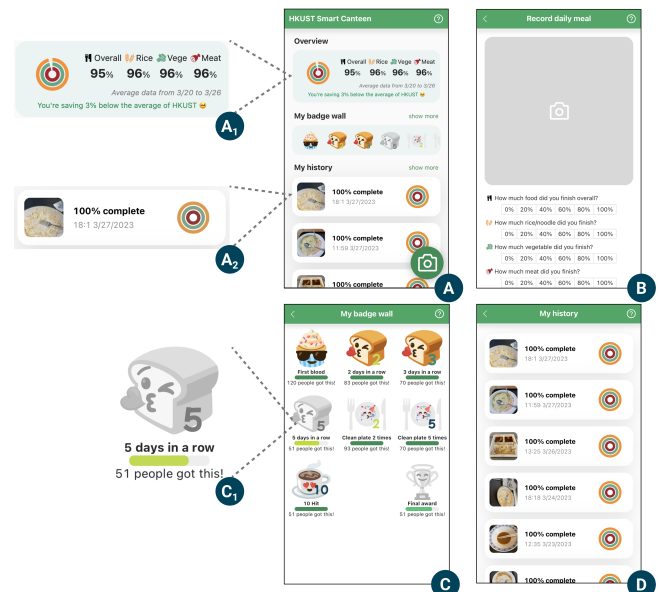 Overall Rice Vege Meat
95% 96% 96% 96%
Average data from 3/20 to 3/26
You're saving 3% below the average of HKUST
A1
100% complete
18:1 3/27/2023
A2
HKUST Smart Canteen
Overview
Overall Rice Vege Meat
95% 96% 96% 96%
Average data from 3/20 to 3/26
You're saving 3% below the average of HKUST
My badge wall show more
My history show more
100% complete
18:1 3/27/2023
100% complete
11:59 3/27/2023
100% complete
A
Record daily meal
How much food did you finish overall?
0% 20% 40% 60% 80% 100%
How much rice/noodle did you finish?
0% 20% 40% 60% 80% 100%
How much vegetable did you finish?
0% 20% 40% 60% 80% 100%
How much meat did you finish?
0% 20% 40% 60% 80% 100%
B
5
5 days in a row
51 people got this!
C1
My badge wall
2 3
First blood 2 days in a row 3 days in a row
120 people got this! 83 people got this! 70 people got this!
5 2 5
5 days in a row Clean plate 2 times Clean plate 5 times
51 people got this! 93 people got this! 70 people got this!
10
10 Hit Final award
51 people got this! 51 people got this!
C
My history
100% complete
18:1 3/27/2023
100% complete
11:59 3/27/2023
100% complete
13:25 3/26/2023
100% complete
18:18 3/24/2023
100% complete
12:35 3/23/2023
100% complete
D